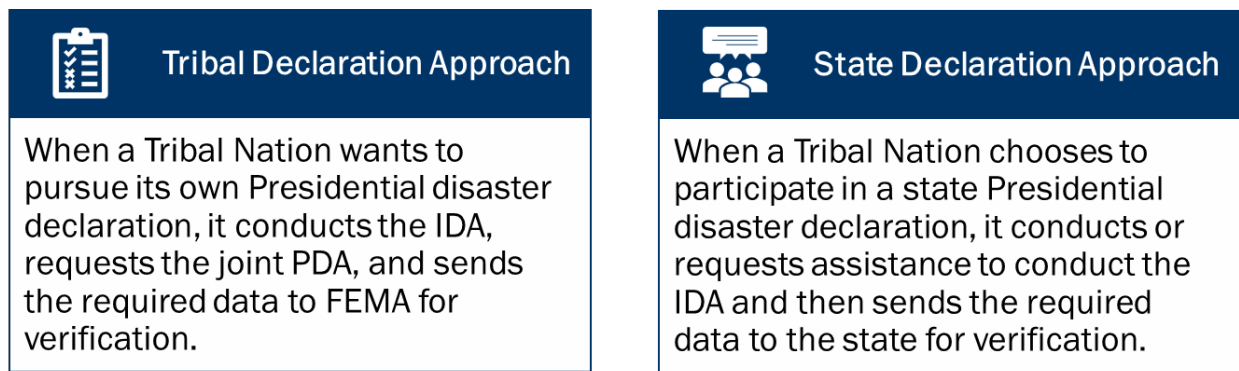 Tribal Declaration Approach
When a Tribal Nation wants to
pursue its own Presidential disaster
declaration, it conducts the IDA,
requests the joint PDA, and sends
the required data to FEMA for
verification.
State Declaration Approach
When a Tribal Nation chooses to
participate in a state Presidential
disaster declaration, it conducts or
requests assistance to conduct the
IDA and then sends the required
data to the state for verification.